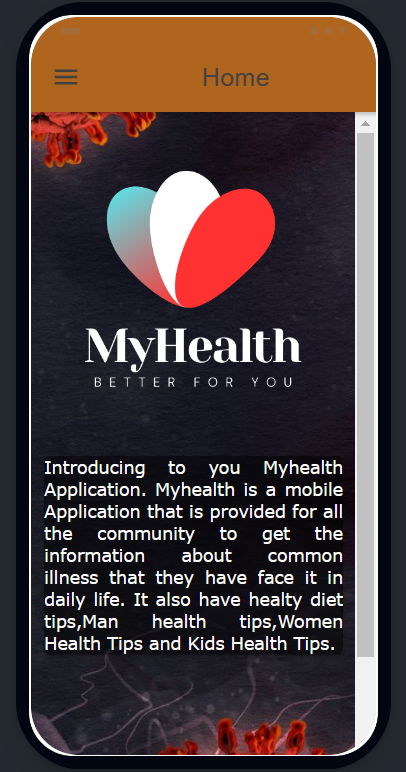 Home
MyHealth
BETTER FOR YOU
Introducing to you Myhealth
Application. Myhealth is a mobile
Application that is provided for all
the community to get the
information about common
illness that they have face it in
daily life. It also have healty diet
tips,Man health tips,Women
Health Tips and Kids Health Tips.